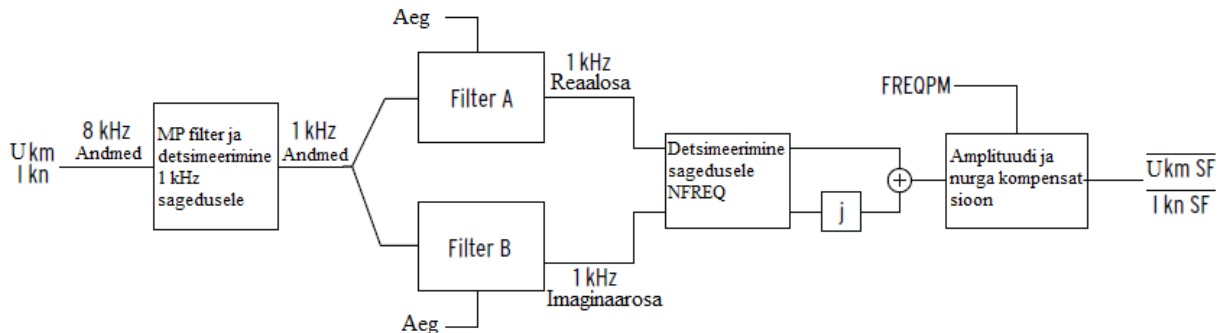 Aeg
1 kHz
Reaalosa
Filter A
FREQPM
U km
I kn
8 kHz
Andmed
MP filter ja
detsimeerimine
1 kHz
sagedusele
1 kHz
Andmed
Detsimeerimine
sagedusele
NFREQ
j
+
Amplituudi ja
nurga kompensat
sioon
U km SF
I kn SF
Filter B
1 kHz
Imaginaarosa
Aeg